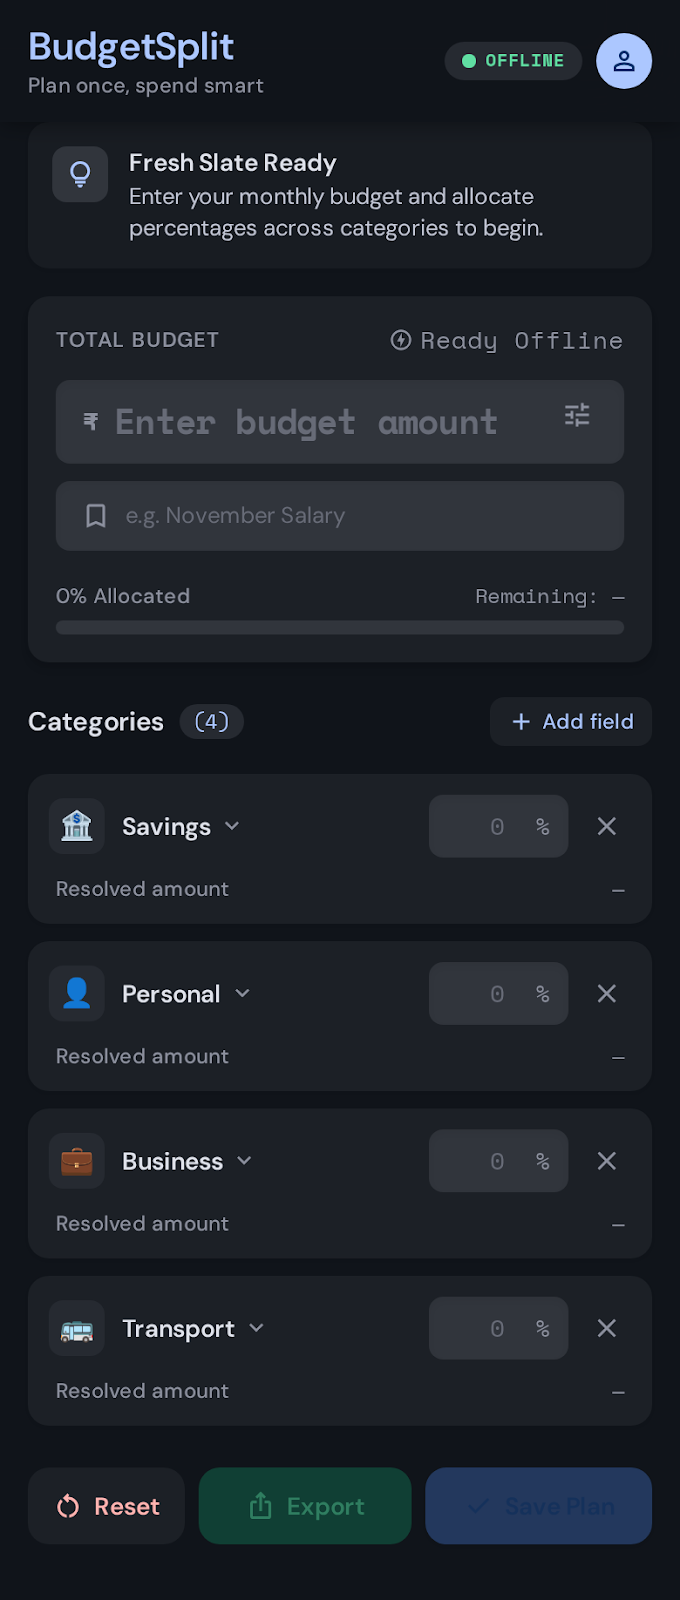 BudgetSplit
Plan once, spend smart
OFFLINE
Fresh Slate Ready
Enter your monthly budget and allocate
percentages across categories to begin.
TOTAL BUDGET
Ready Offline
₹ Enter budget amount
e.g. November Salary
0% Allocated
Remaining: —
Categories (4)
+ Add field
Savings
0 %
Resolved amount —
Personal
0 %
Resolved amount —
Business
0 %
Resolved amount —
Transport
0 %
Resolved amount —
Reset
Export
Save Plan